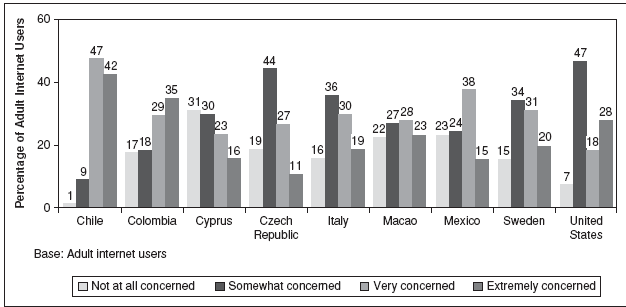 Percentage of Adult Internet Users
60
40
20
0
1 9 47 42
17 18 29 35
31 30 23 16
19 44 27 11
16 36 30 19
22 27 28 23
23 24 38 15
15 34 31 20
7 47 18 28
Chile Colombia Cyprus Czech Italy Macao Mexico Sweden United
Republic States
Base: Adult internet users
Not at all concerned Somewhat concerned Very concerned Extremely concerned